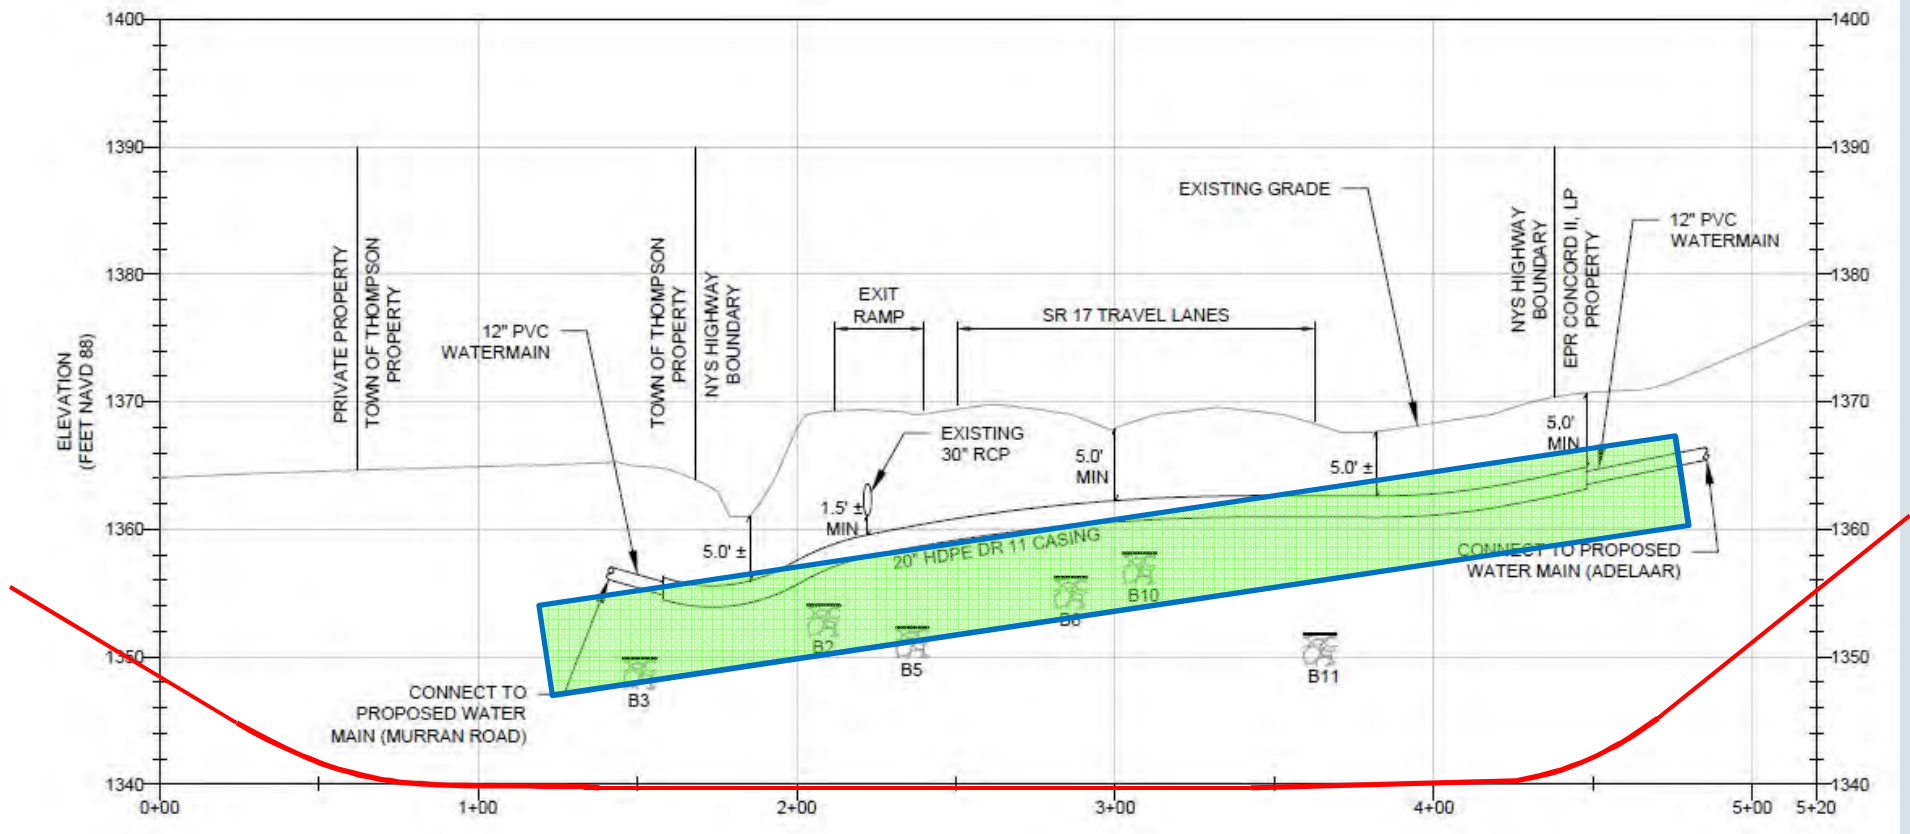 1400
1400
1390
1390
1380
1380
1370
1370
1360
1360
1350
1350
1340
1340
ELEVATION
(FEET NAVD 88)
PRIVATE PROPERTY
TOWN OF THOMPSON
PROPERTY
12" PVC
WATERMAIN
TOWN OF THOMPSON
PROPERTY
NYS HIGHWAY
BOUNDARY
EXIT
RAMP
SR 17 TRAVEL LANES
EXISTING GRADE
NYS HIGHWAY
BOUNDARY
EPR CONCORD II, LP
PROPERTY
12" PVC
WATERMAIN
EXISTING
30" RCP
5.0'
MIN
5.0' ±
5.0'
MIN
1.5' ±
MIN
5.0' ±
20" HDPE DR 11 CASING
CONNECT TO PROPOSED
WATER MAIN (ADELAAR)
B3
B2
B5
B8
B10
B11
CONNECT TO
PROPOSED WATER
MAIN (MURRAN ROAD)
0+00
1+00
2+00
3+00
4+00
5+00
5+20